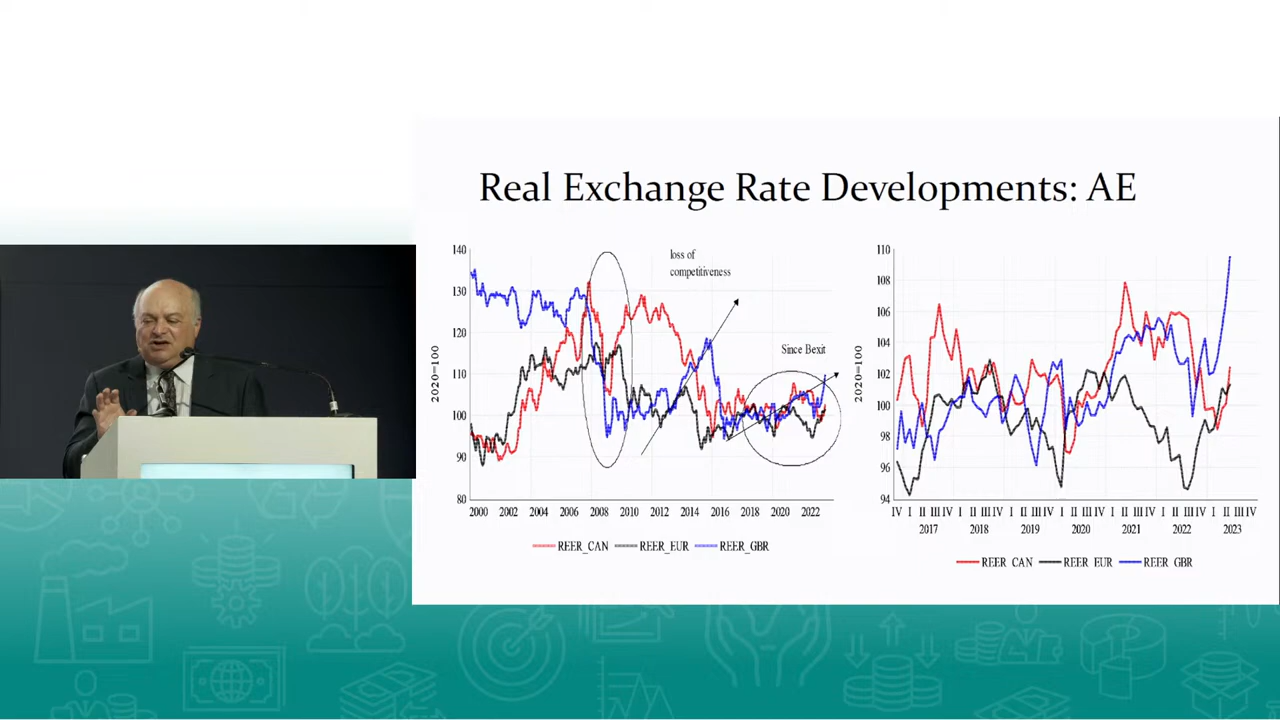 Real Exchange Rate Developments: AE
140
130
120
110
100
90
80
2020=100
loss of
competitiveness
Since Bexit
2000 2002 2004 2006 2008 2010 2012 2014 2016 2018 2020 2022
REER_CAN REER_EUR REER_GBR
110
108
106
104
102
100
98
96
94
2020=100
IV I II III IV I II III IV I II III IV I II III IV I II III IV I II III IV I II III IV
2017 2018 2019 2020 2021 2022 2023
REER_CAN REER_EUR REER_GBR